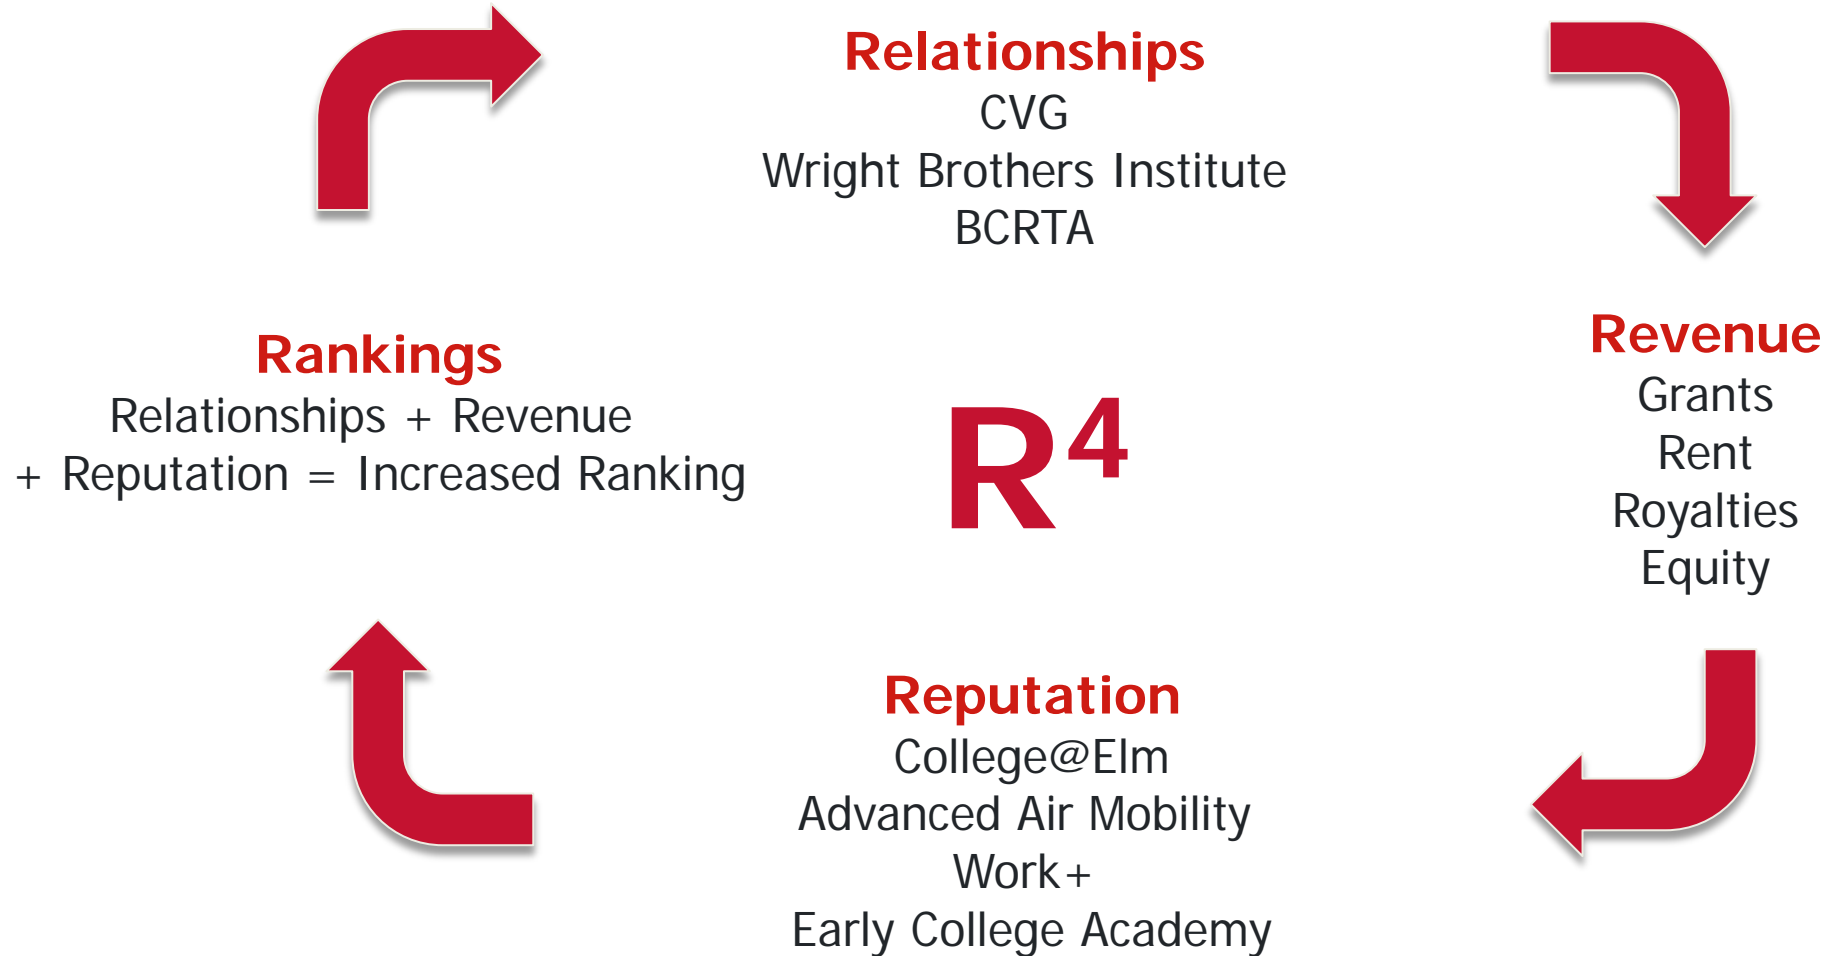 Relationships
CVG
Wright Brothers Institute
BCRTA
Rankings
Relationships + Revenue
+ Reputation = Increased Ranking
R⁴
Revenue
Grants
Rent
Royalties
Equity
Reputation
College@Elm
Advanced Air Mobility
Work+
Early College Academy